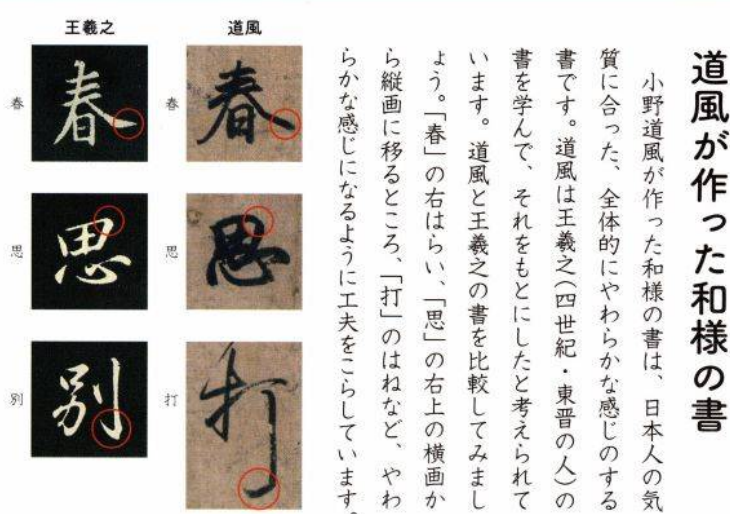 道風が作った和様の書
小野道風が作った和様の書は、日本人の気
質に合った、全体的にやわらかな感じのする
書です。道風は王羲之(四世紀・東晋の人)の
書を学んで、それをもとにしたと考えられて
います。道風と王羲之の書を比較してみまし
ょう。「春」の右はらい、「思」の右上の横画か
ら縦画に移るところ、「打」のはねなど、やわ
らかな感じになるように工夫をこらしています。
道風
春
春
思
思
打
打
王羲之
春
春
思
思
別
別